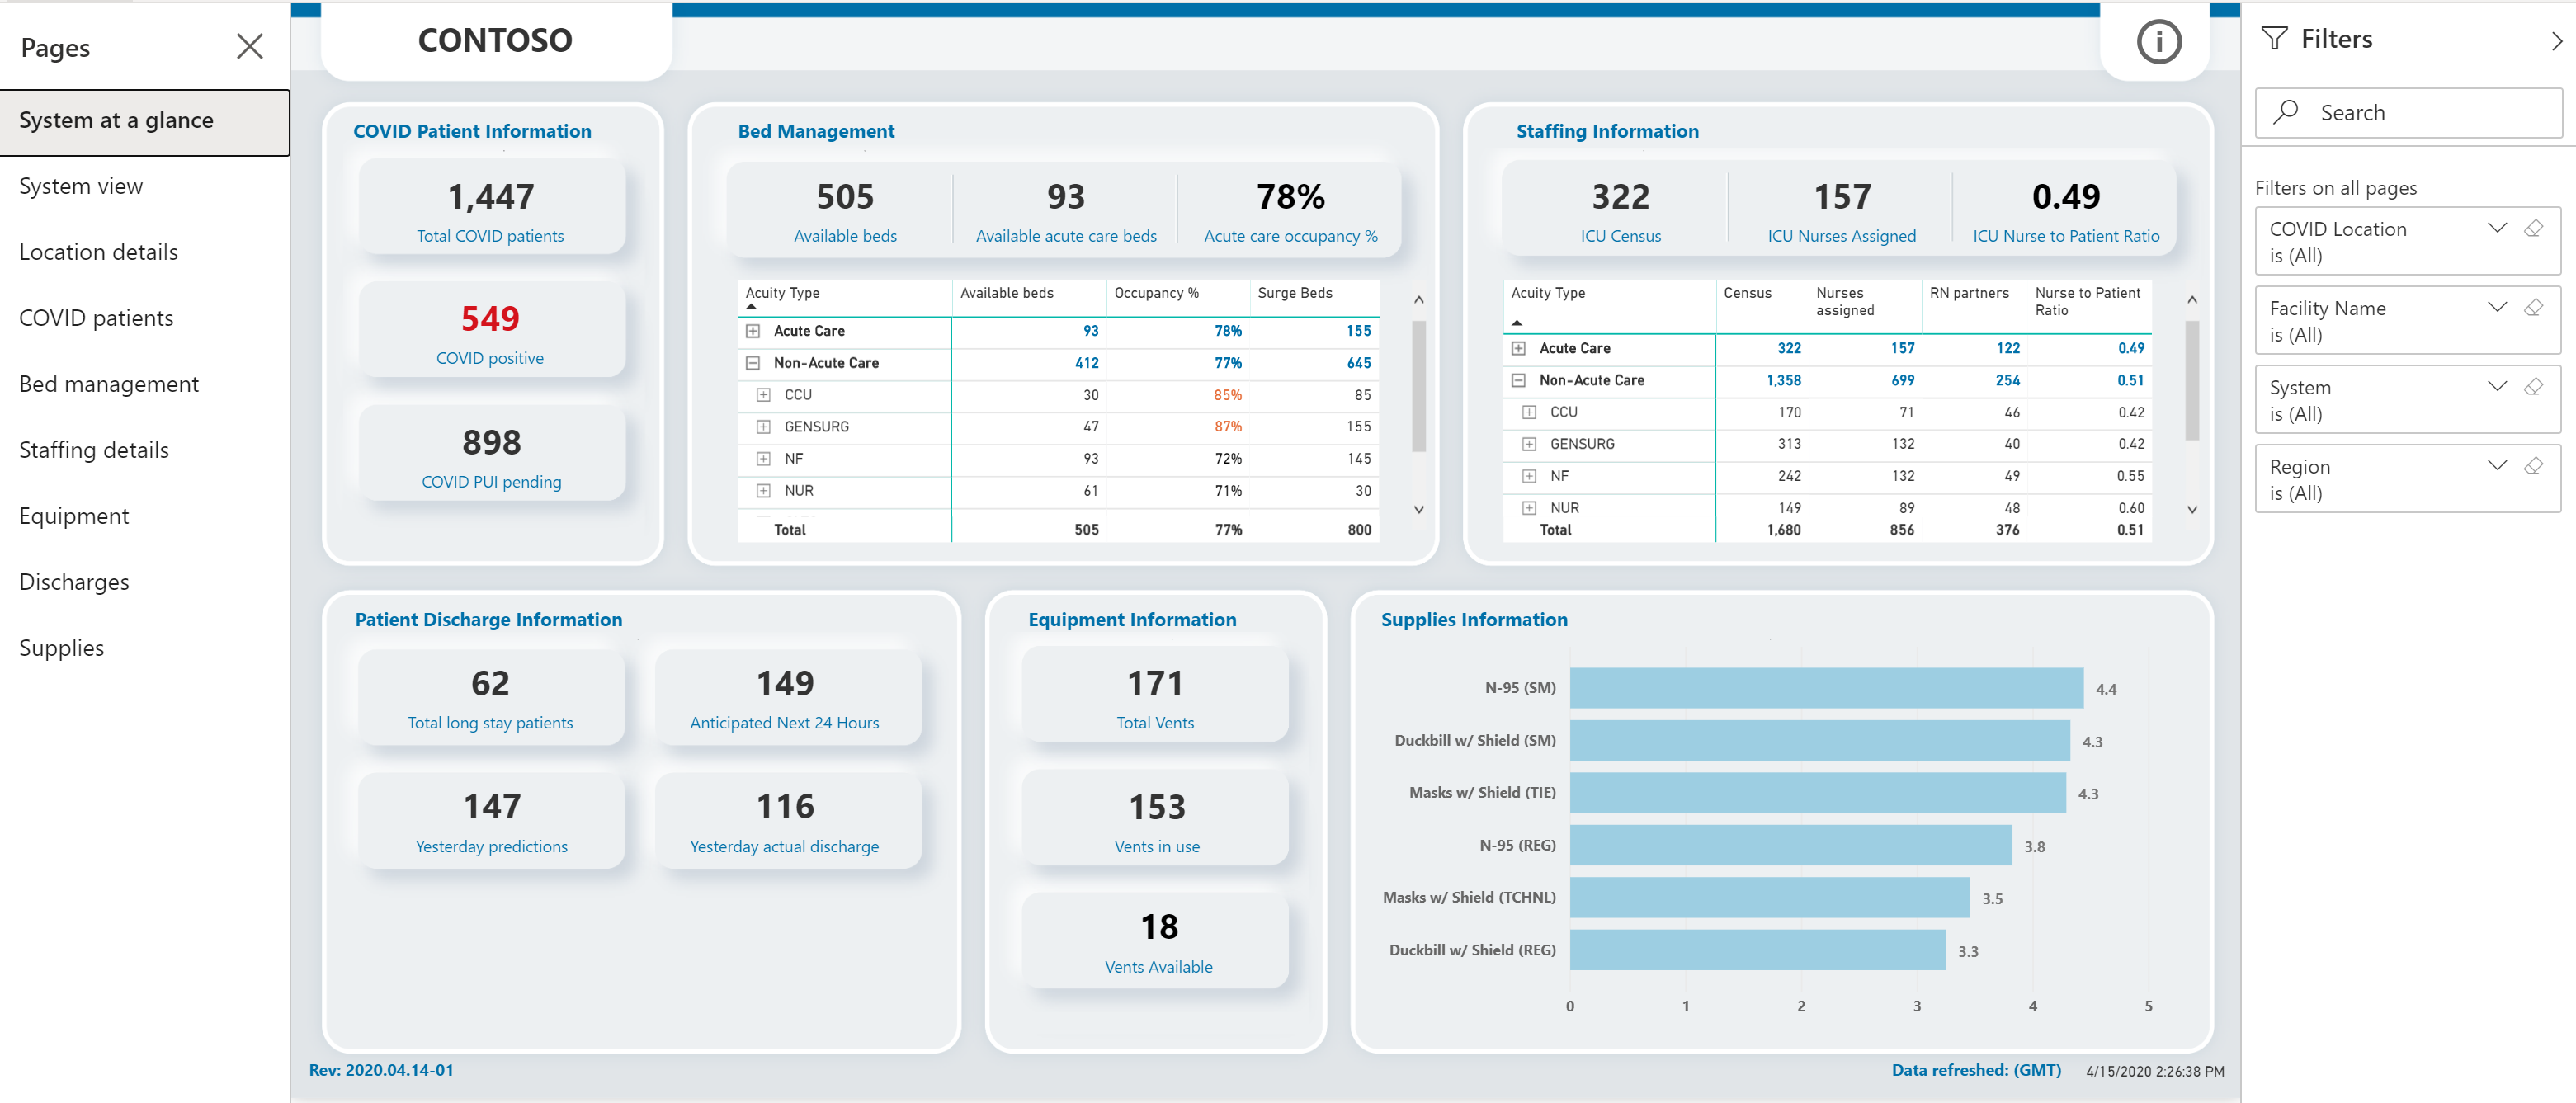 Pages
System at a glance
System view
Location details
COVID patients
Bed management
Staffing details
Equipment
Discharges
Supplies
CONTOSO
i
COVID Patient Information
1,447
Total COVID patients
549
COVID positive
898
COVID PUI pending
Bed Management
505 93 78%
Available beds Available acute care beds Acute care occupancy %
Acuity Type Available beds Occupancy % Surge Beds
Acute Care 93 78% 155
Non-Acute Care 412 77% 645
CCU 30 85% 85
GENSURG 47 87% 155
NF 93 72% 145
NUR 61 71% 30
Total 505 77% 800
Staffing Information
322 157 0.49
ICU Census ICU Nurses Assigned ICU Nurse to Patient Ratio
Acuity Type Census Nurses RN partners Nurse to Patient
assigned Ratio
Acute Care 322 157 122 0.49
Non-Acute Care 1,358 699 254 0.51
CCU 170 71 46 0.42
GENSURG 313 132 40 0.42
NF 242 132 49 0.55
NUR 149 89 48 0.60
Total 1,680 856 376 0.51
Patient Discharge Information
62 149
Total long stay patients Anticipated Next 24 Hours
147 116
Yesterday predictions Yesterday actual discharge
Equipment Information
171
Total Vents
153
Vents in use
18
Vents Available
Supplies Information
N-95 (SM) 4.4
Duckbill w/ Shield (SM) 4.3
Masks w/ Shield (TIE) 4.3
N-95 (REG) 3.8
Masks w/ Shield (TCHNL) 3.5
Duckbill w/ Shield (REG) 3.3
0 1 2 3 4 5
Rev: 2020.04.14-01
Data refreshed: (GMT) 4/15/2020 2:26:38 PM
Filters
Search
Filters on all pages
COVID Location
is (All)
Facility Name
is (All)
System
is (All)
Region
is (All)